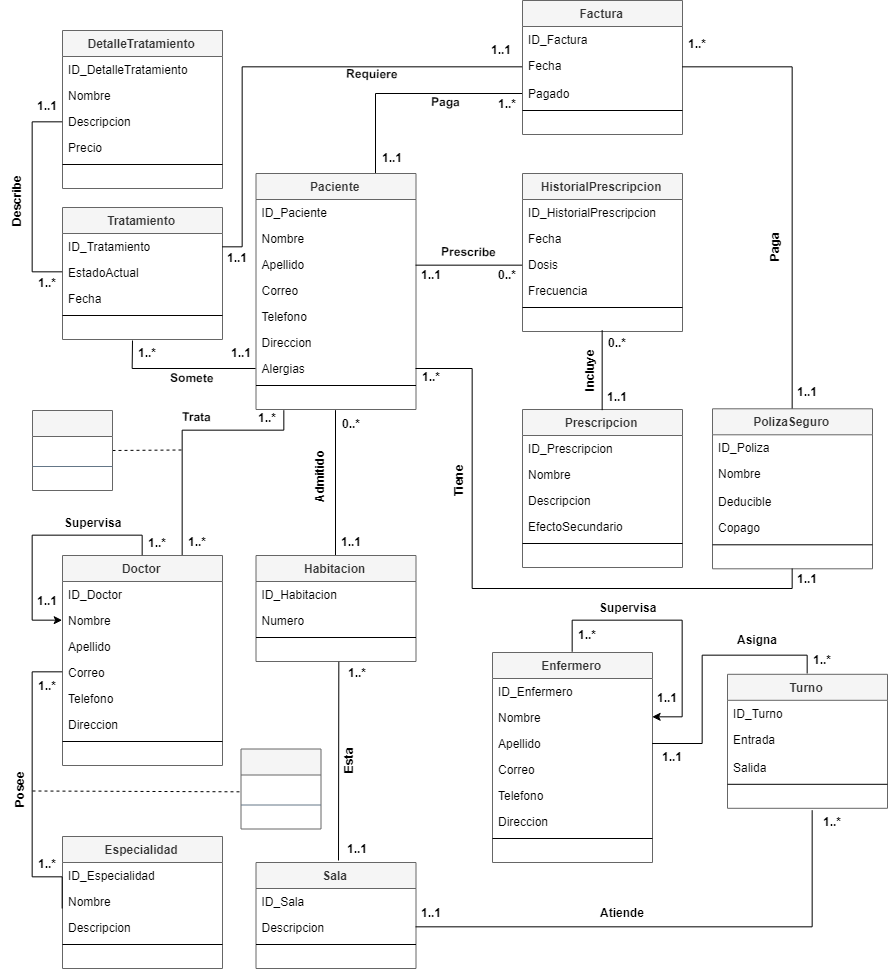 Factura
ID_Factura
Fecha
Pagado
1..1
1..*
Requiere
Paga
1..*
1..1
DetalleTratamiento
ID_DetalleTratamiento
Nombre
Descripcion
Precio
1..1
Describe
1..*
Tratamiento
ID_Tratamiento
EstadoActual
Fecha
1..1
1..*
1..1
Somete
Paciente
ID_Paciente
Nombre
Apellido
Correo
Telefono
Direccion
Alergias
Prescribe
1..1
0..*
HistorialPrescripcion
ID_HistorialPrescripcion
Fecha
Dosis
Frecuencia
Paga
0..*
Incluye
1..1
1..*
1..1
Prescripcion
ID_Prescripcion
Nombre
Descripcion
EfectoSecundario
PolizaSeguro
ID_Poliza
Nombre
Deducible
Copago
1..1
Tiene
Trata
1..*
0..*
Admitido
1..1
Supervisa
1..*
1..*
1..1
Doctor
ID_Doctor
Nombre
Apellido
Correo
Telefono
Direccion
1..*
Habitacion
ID_Habitacion
Numero
1..*
Esta
1..1
Supervisa
1..*
1..1
Enfermero
ID_Enfermero
Nombre
Apellido
Correo
Telefono
Direccion
Asigna
1..*
1..1
Turno
ID_Turno
Entrada
Salida
1..*
Posee
1..*
Especialidad
ID_Especialidad
Nombre
Descripcion
Sala
ID_Sala
Descripcion
1..1
Atiende